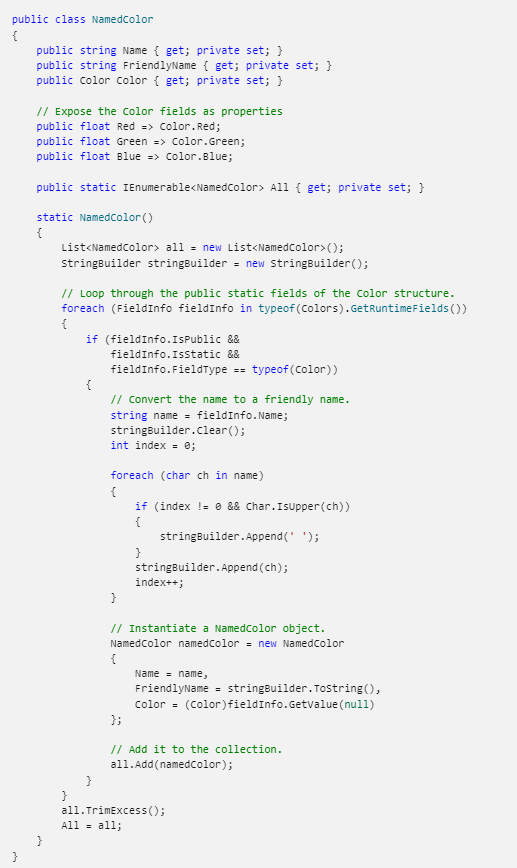 public class NamedColor
{
    public string Name { get; private set; }
    public string FriendlyName { get; private set; }
    public Color Color { get; private set; }

    // Expose the Color fields as properties
    public float Red => Color.Red;
    public float Green => Color.Green;
    public float Blue => Color.Blue;

    public static IEnumerable<NamedColor> All { get; private set; }

    static NamedColor()
    {
        List<NamedColor> all = new List<NamedColor>();
        StringBuilder stringBuilder = new StringBuilder();

        // Loop through the public static fields of the Color structure.
        foreach (FieldInfo fieldInfo in typeof(Colors).GetRuntimeFields())
        {
            if (fieldInfo.IsPublic &&
                fieldInfo.IsStatic &&
                fieldInfo.FieldType == typeof(Color))
            {
                // Convert the name to a friendly name.
                string name = fieldInfo.Name;
                stringBuilder.Clear();
                int index = 0;

                foreach (char ch in name)
                {
                    if (index != 0 && Char.IsUpper(ch))
                    {
                        stringBuilder.Append(' ');
                    }
                    stringBuilder.Append(ch);
                    index++;
                }

                // Instantiate a NamedColor object.
                NamedColor namedColor = new NamedColor
                {
                    Name = name,
                    FriendlyName = stringBuilder.ToString(),
                    Color = (Color)fieldInfo.GetValue(null)
                };

                // Add it to the collection.
                all.Add(namedColor);
            }
        }
        all.TrimExcess();
        All = all;
    }
}